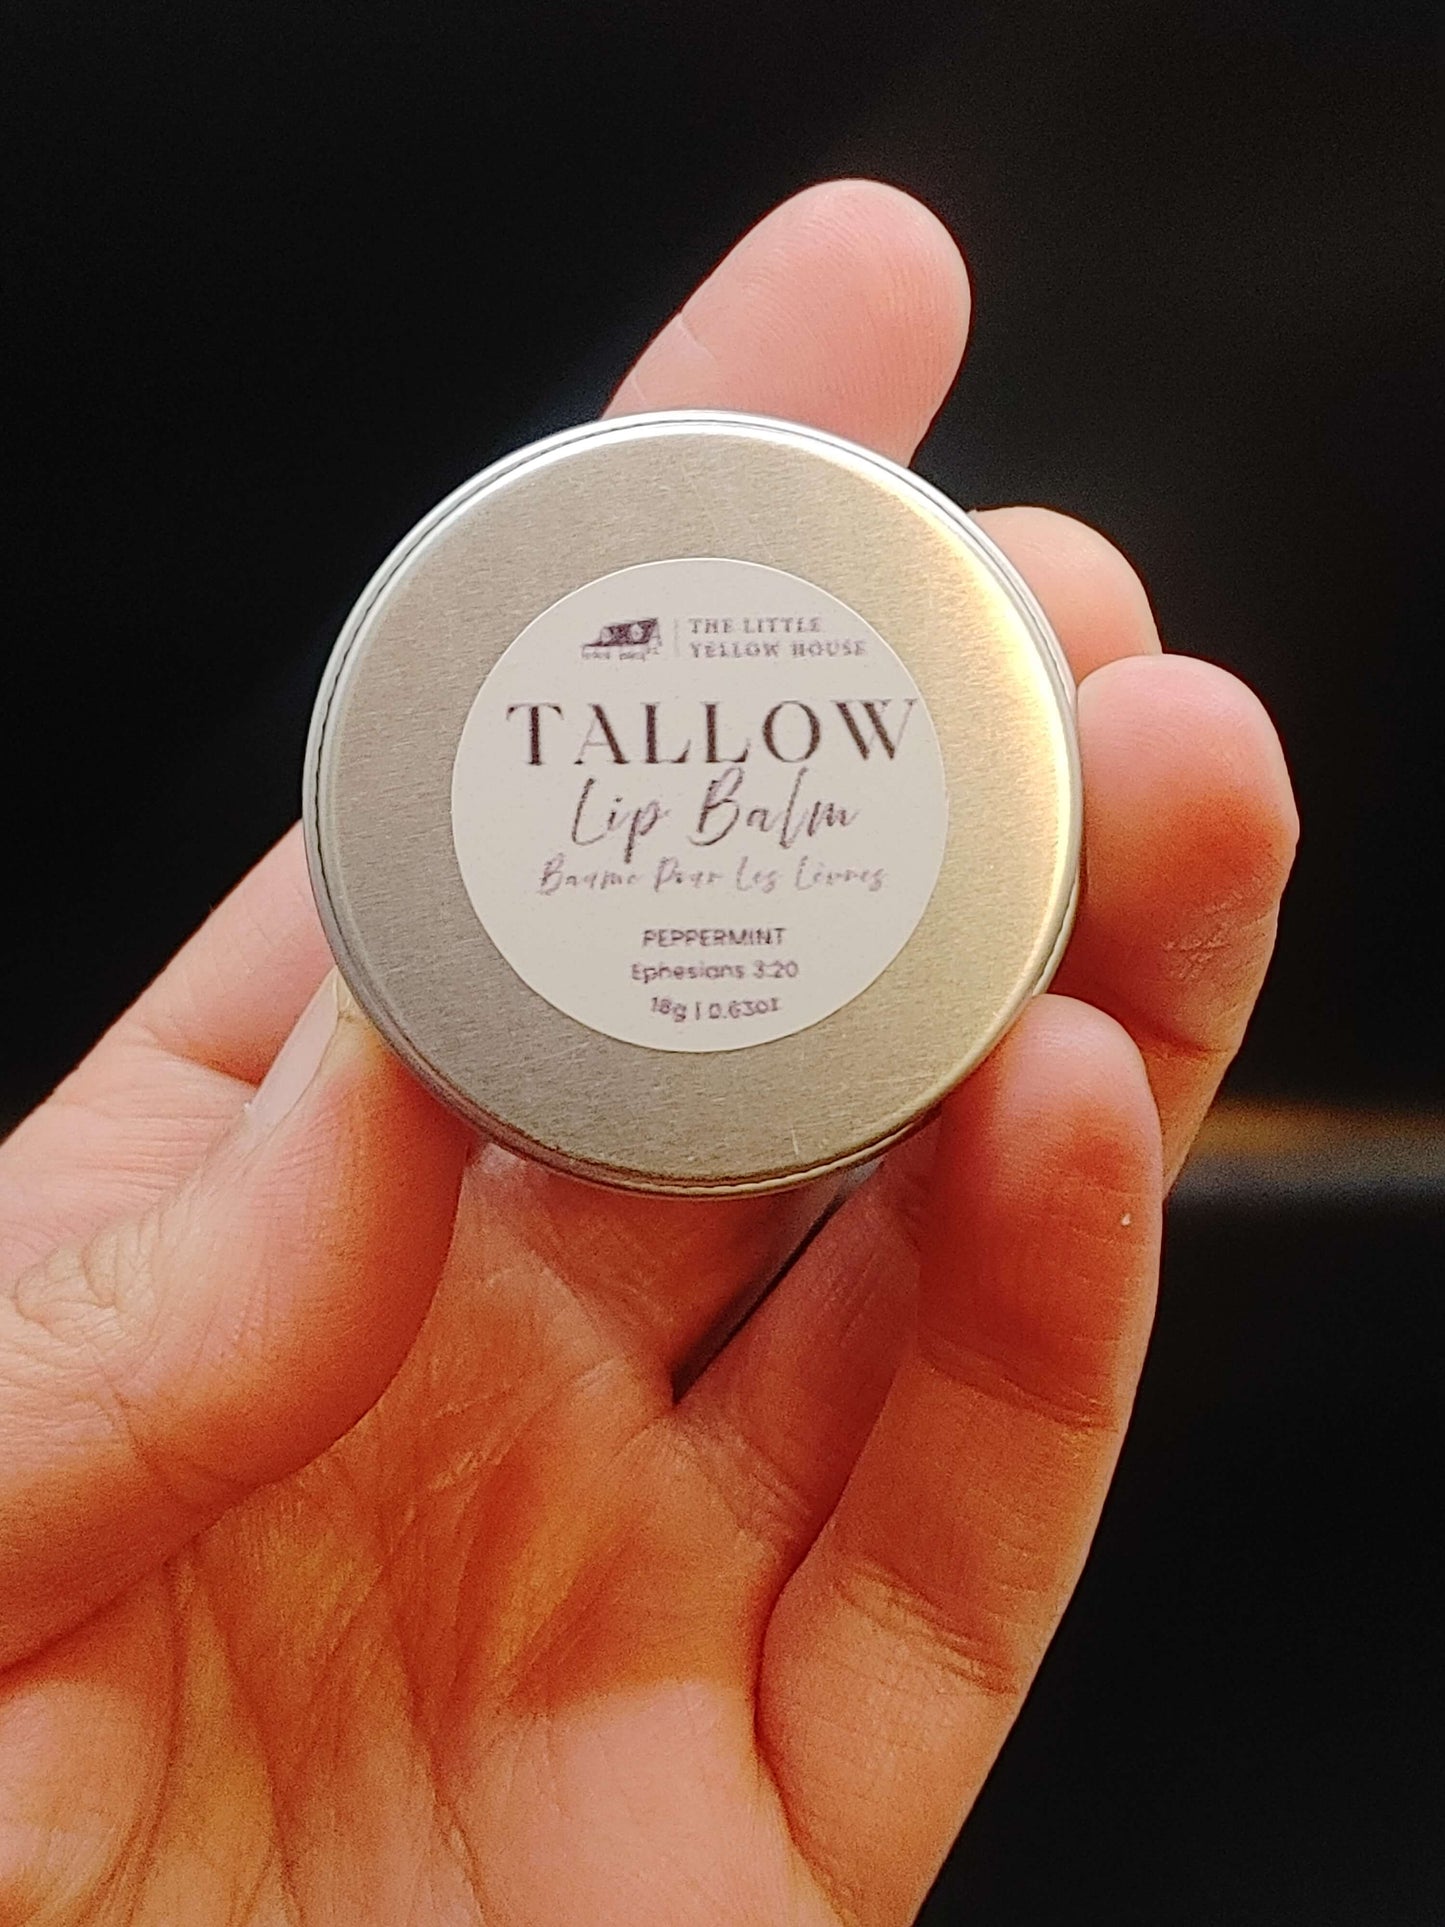 THE LITTLE
YELLOW HOUSE
TALLOW
Lip Balm
Baume Pour Les Lèvres
PEPPERMINT
Ephesians 3:20
18g | 0.63oz